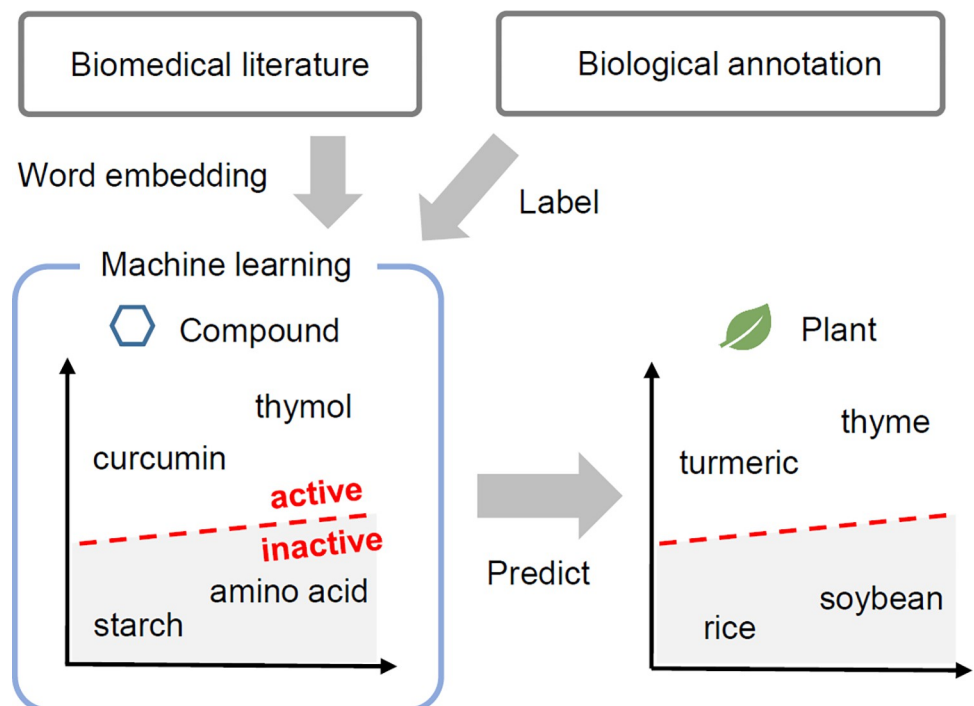 Biomedical literature
Biological annotation
Word embedding
Label
Machine learning
Compound
Plant
thymol
thyme
curcumin
turmeric
active
inactive
Predict
amino acid
soybean
starch
rice